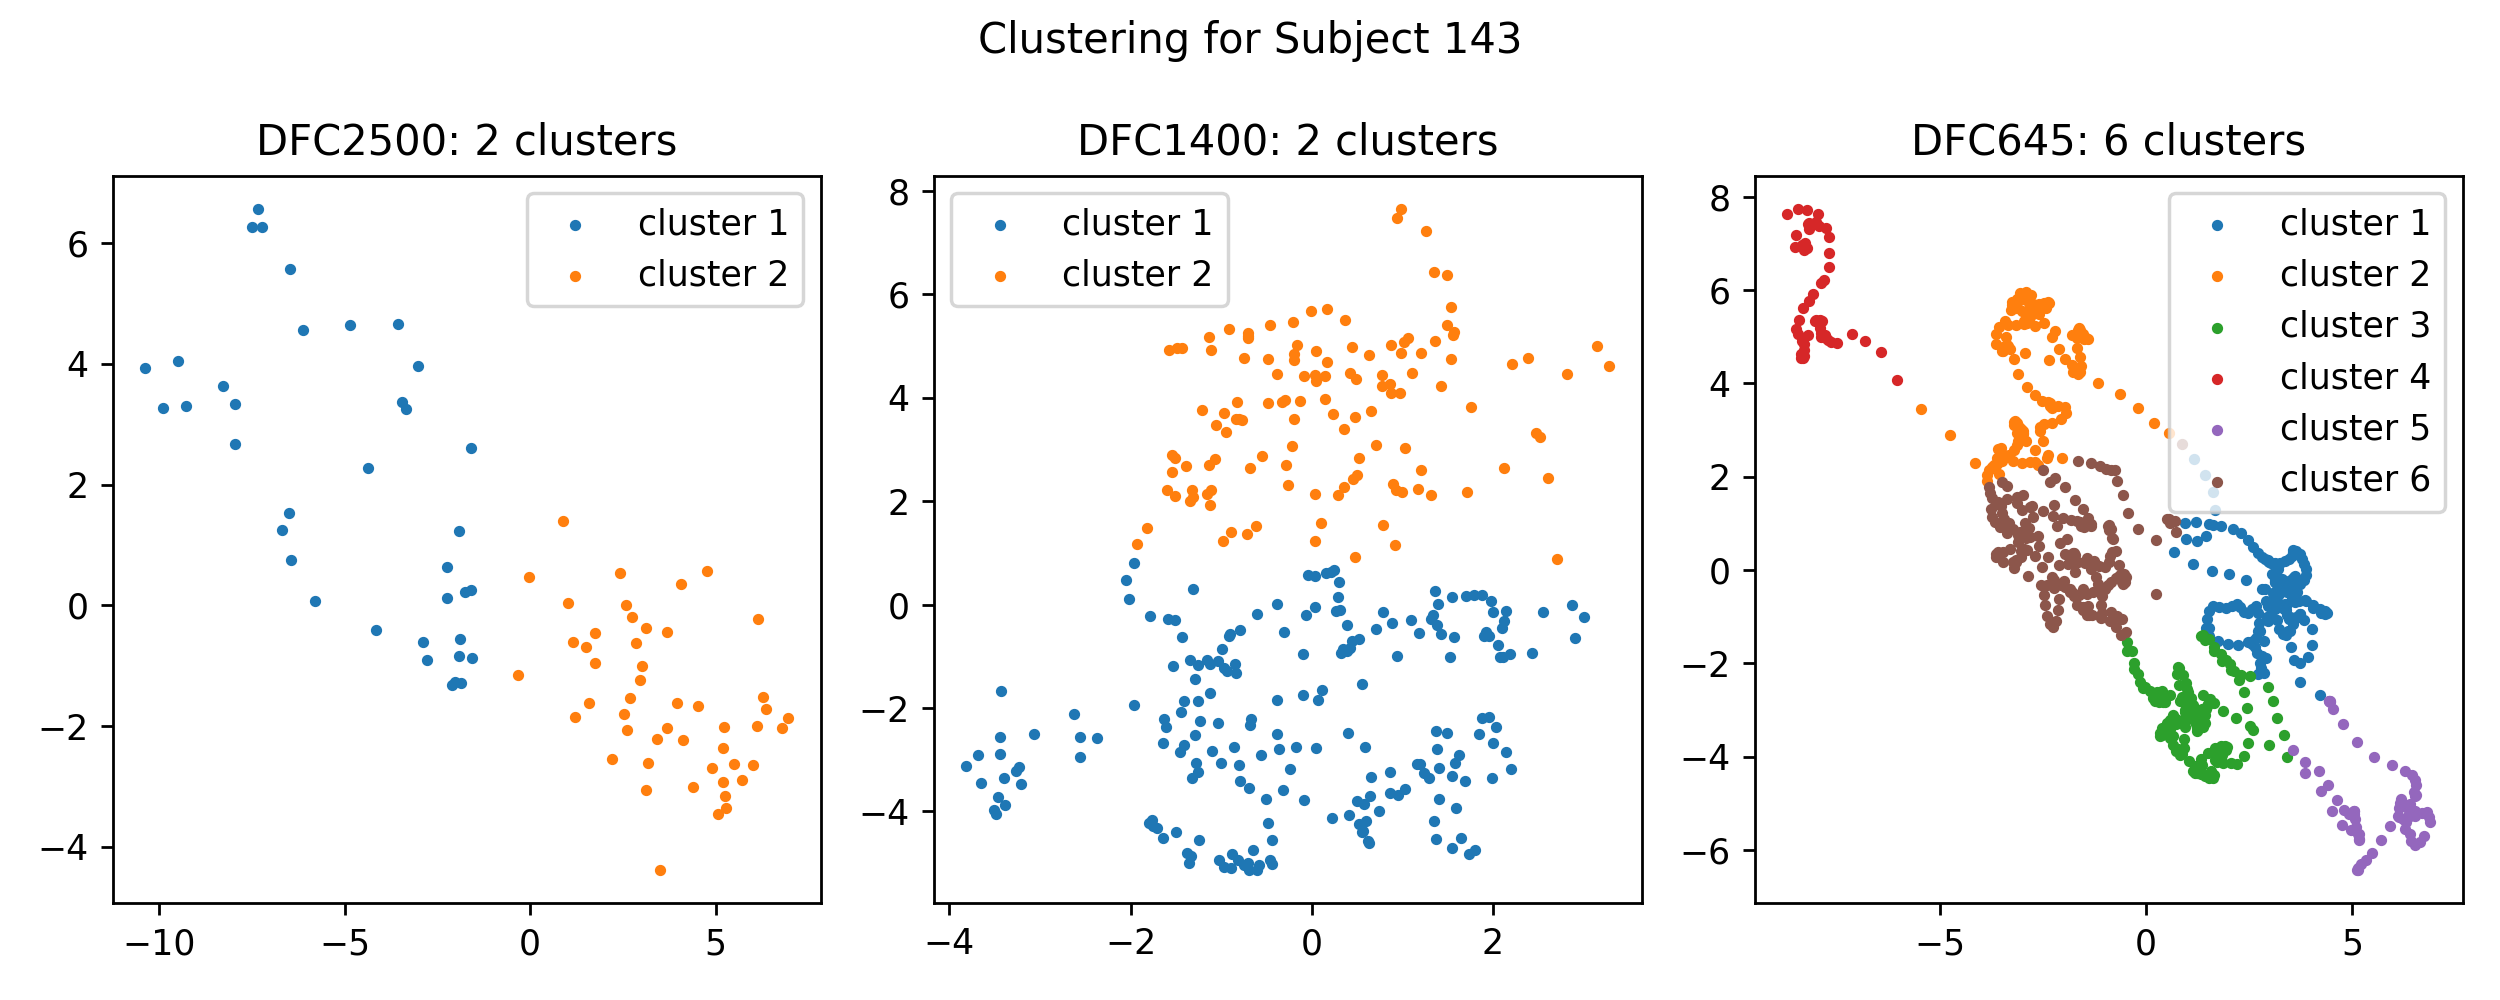 Clustering for Subject 143
DFC2500: 2 clusters
cluster 1
cluster 2
6
4
2
0
−2
−4
−10
−5
0
5
DFC1400: 2 clusters
cluster 1
cluster 2
8
6
4
2
0
−2
−4
−4
−2
0
2
DFC645: 6 clusters
cluster 1
cluster 2
cluster 3
cluster 4
cluster 5
cluster 6
8
6
4
2
0
−2
−4
−6
−5
0
5